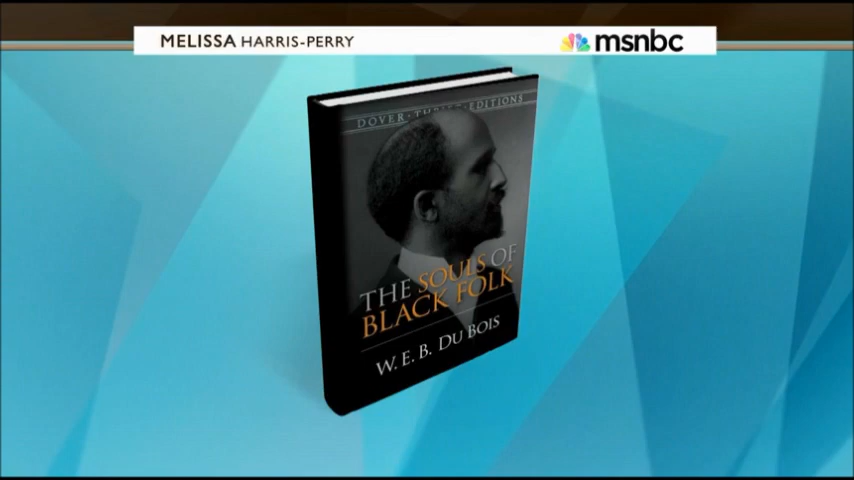 MELISSA HARRIS-PERRY
msnbc
DOVER · THRIFT · EDITIONS
THE SOULS OF
BLACK FOLK
W. E. B. DU BOIS